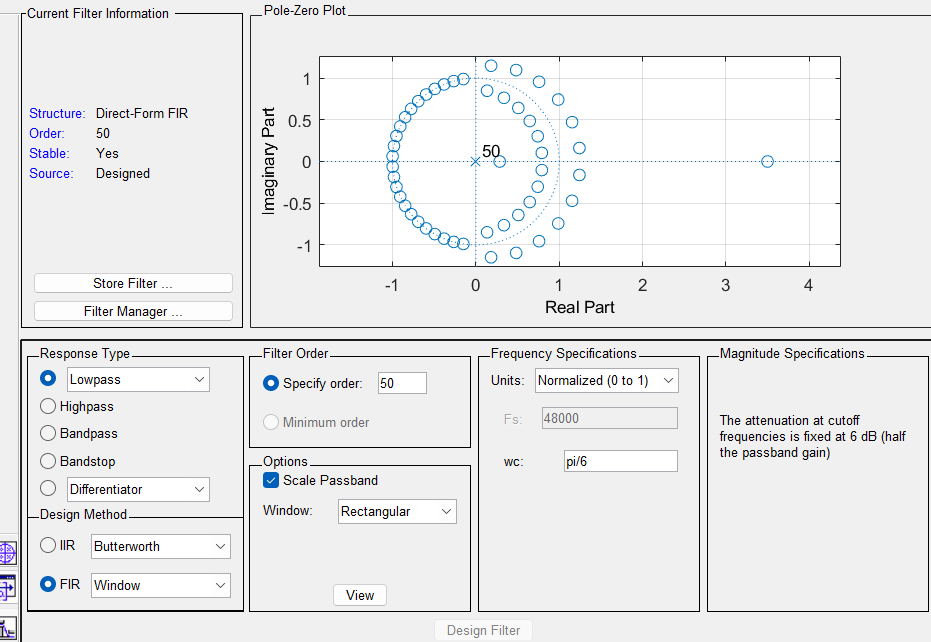 Current Filter Information
Structure: Direct-Form FIR
Order: 50
Stable: Yes
Source: Designed
Store Filter ...
Filter Manager ...
Pole-Zero Plot
Imaginary Part
1
0.5
0
-0.5
-1
50
-1 0 1 2 3 4
Real Part
Response Type
Lowpass
Highpass
Bandpass
Bandstop
Differentiator
Design Method
IIR Butterworth
FIR Window
Filter Order
Specify order: 50
Minimum order
Options
Scale Passband
Window: Rectangular
View
Frequency Specifications
Units: Normalized (0 to 1)
Fs: 48000
wc: pi/6
Magnitude Specifications
The attenuation at cutoff
frequencies is fixed at 6 dB (half
the passband gain)
Design Filter